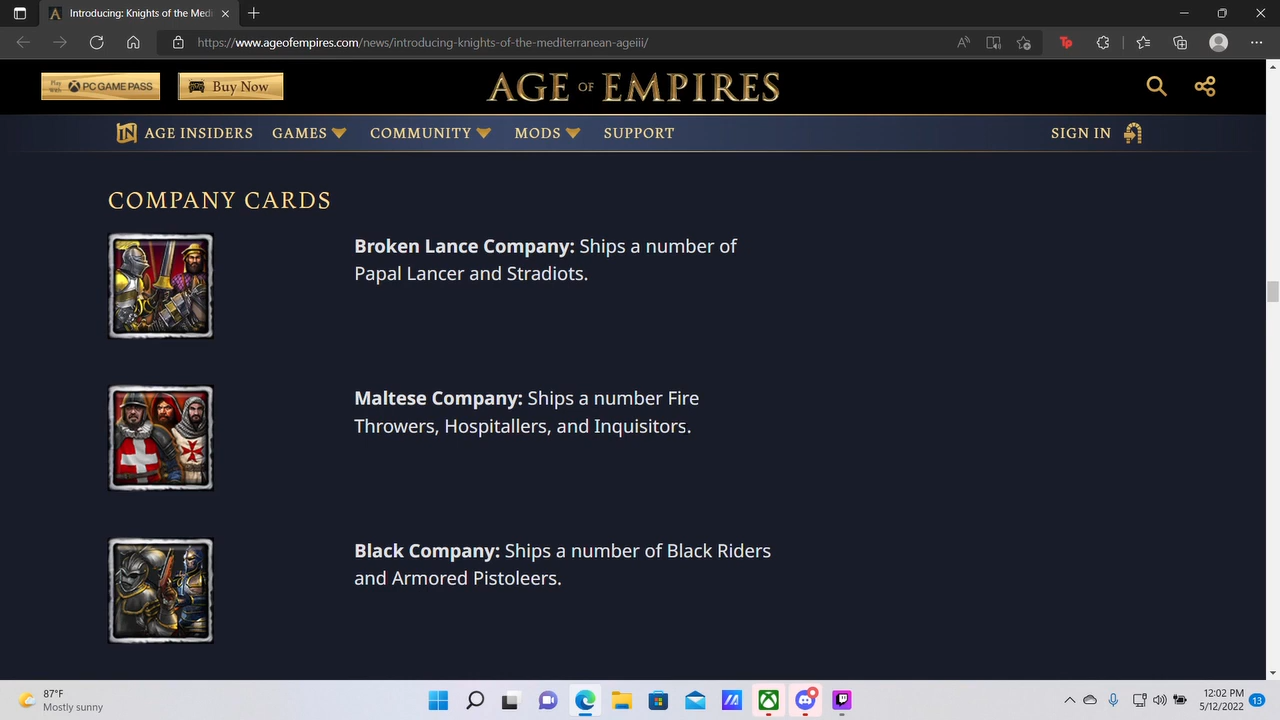 Introducing: Knights of the Med
https://www.ageofempires.com/news/introducing-knights-of-the-mediterranean-ageiii/
Play With PC GAME PASS
Buy Now
AGE OF EMPIRES
AGE INSIDERS GAMES COMMUNITY MODS SUPPORT SIGN IN
COMPANY CARDS
Broken Lance Company: Ships a number of
Papal Lancer and Stradiots.
Maltese Company: Ships a number Fire
Throwers, Hospitallers, and Inquisitors.
Black Company: Ships a number of Black Riders
and Armored Pistoleers.
87°F
Mostly sunny
12:02 PM
5/12/2022
13